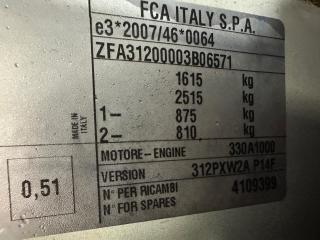 FCA ITALY S.P.A.
e3*2007/46*0064
ZFA31200003B06571
1615 kg
2515 kg
1– 875 kg
2– 810 kg
MADE IN ITALY
MOTORE–ENGINE 330A1000
VERSION 312PXW2A P14F
0,51
N° PER RICAMBI 4109399
N° FOR SPARES